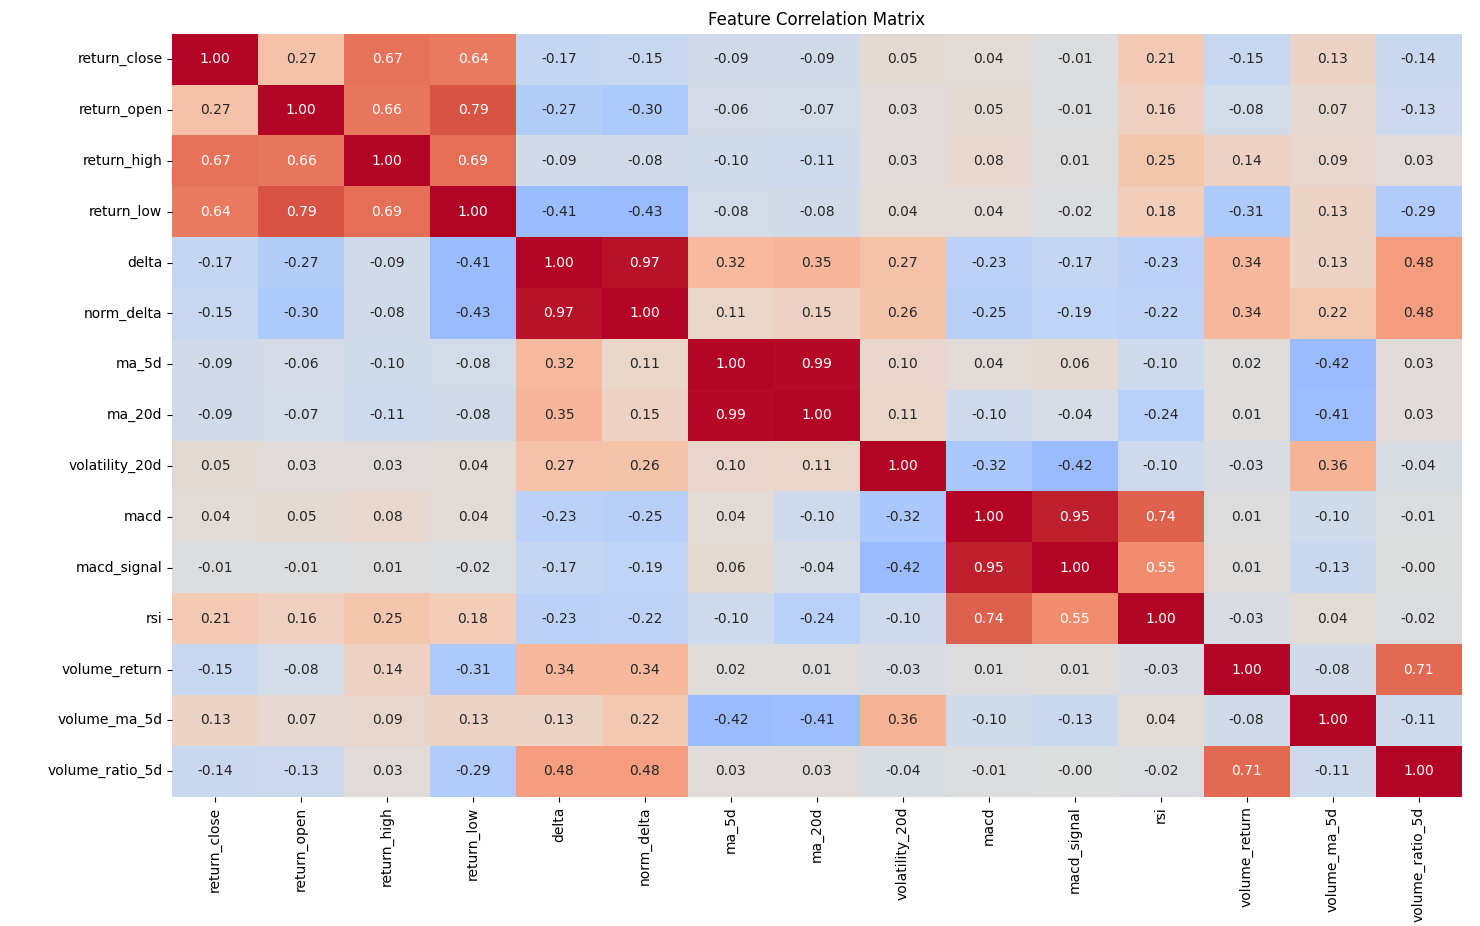 Feature Correlation Matrix
return_close 1.00 0.27 0.67 0.64 -0.17 -0.15 -0.09 -0.09 0.05 0.04 -0.01 0.21 -0.15 0.13 -0.14
return_open 0.27 1.00 0.66 0.79 -0.27 -0.30 -0.06 -0.07 0.03 0.05 -0.01 0.16 -0.08 0.07 -0.13
return_high 0.67 0.66 1.00 0.69 -0.09 -0.08 -0.10 -0.11 0.03 0.08 0.01 0.25 0.14 0.09 0.03
return_low 0.64 0.79 0.69 1.00 -0.41 -0.43 -0.08 -0.08 0.04 0.04 -0.02 0.18 -0.31 0.13 -0.29
delta -0.17 -0.27 -0.09 -0.41 1.00 0.97 0.32 0.35 0.27 -0.23 -0.17 -0.23 0.34 0.13 0.48
norm_delta -0.15 -0.30 -0.08 -0.43 0.97 1.00 0.11 0.15 0.26 -0.25 -0.19 -0.22 0.34 0.22 0.48
ma_5d -0.09 -0.06 -0.10 -0.08 0.32 0.11 1.00 0.99 0.10 0.04 0.06 -0.10 0.02 -0.42 0.03
ma_20d -0.09 -0.07 -0.11 -0.08 0.35 0.15 0.99 1.00 0.11 -0.10 -0.04 -0.24 0.01 -0.41 0.03
volatility_20d 0.05 0.03 0.03 0.04 0.27 0.26 0.10 0.11 1.00 -0.32 -0.42 -0.10 -0.03 0.36 -0.04
macd 0.04 0.05 0.08 0.04 -0.23 -0.25 0.04 -0.10 -0.32 1.00 0.95 0.74 0.01 -0.10 -0.01
macd_signal -0.01 -0.01 0.01 -0.02 -0.17 -0.19 0.06 -0.04 -0.42 0.95 1.00 0.55 0.01 -0.13 -0.00
rsi 0.21 0.16 0.25 0.18 -0.23 -0.22 -0.10 -0.24 -0.10 0.74 0.55 1.00 -0.03 0.04 -0.02
volume_return -0.15 -0.08 0.14 -0.31 0.34 0.34 0.02 0.01 -0.03 0.01 0.01 -0.03 1.00 -0.08 0.71
volume_ma_5d 0.13 0.07 0.09 0.13 0.13 0.22 -0.42 -0.41 0.36 -0.10 -0.13 0.04 -0.08 1.00 -0.11
volume_ratio_5d -0.14 -0.13 0.03 -0.29 0.48 0.48 0.03 0.03 -0.04 -0.01 -0.00 -0.02 0.71 -0.11 1.00
return_close return_open return_high return_low delta norm_delta ma_5d ma_20d volatility_20d macd macd_signal rsi volume_return volume_ma_5d volume_ratio_5d